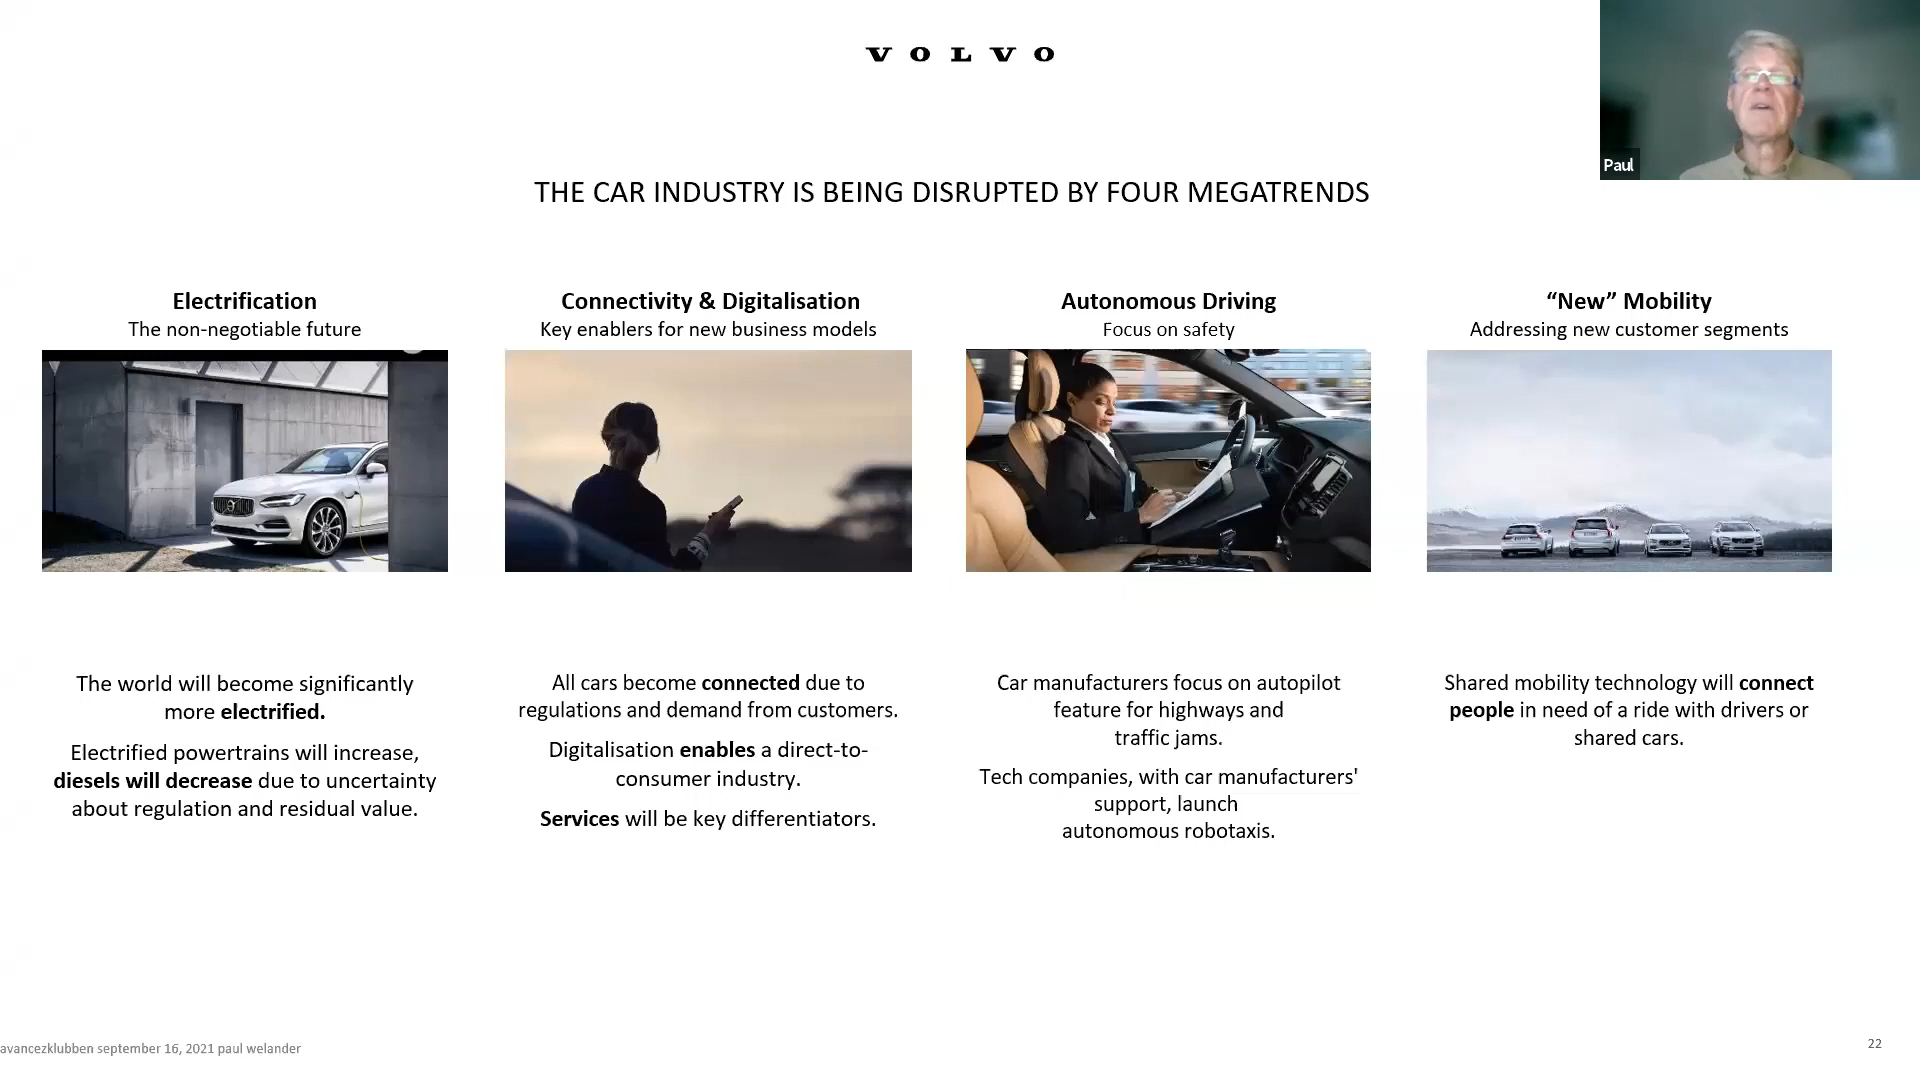 VOLVO
Paul
THE CAR INDUSTRY IS BEING DISRUPTED BY FOUR MEGATRENDS
Electrification
The non-negotiable future
The world will become significantly
more electrified.
Electrified powertrains will increase,
diesels will decrease due to uncertainty
about regulation and residual value.
Connectivity & Digitalisation
Key enablers for new business models
All cars become connected due to
regulations and demand from customers.
Digitalisation enables a direct-to-
consumer industry.
Services will be key differentiators.
Autonomous Driving
Focus on safety
Car manufacturers focus on autopilot
feature for highways and
traffic jams.
Tech companies, with car manufacturers'
support, launch
autonomous robotaxis.
“New” Mobility
Addressing new customer segments
Shared mobility technology will connect
people in need of a ride with drivers or
shared cars.
avancezklubben september 16, 2021 paul welander
22